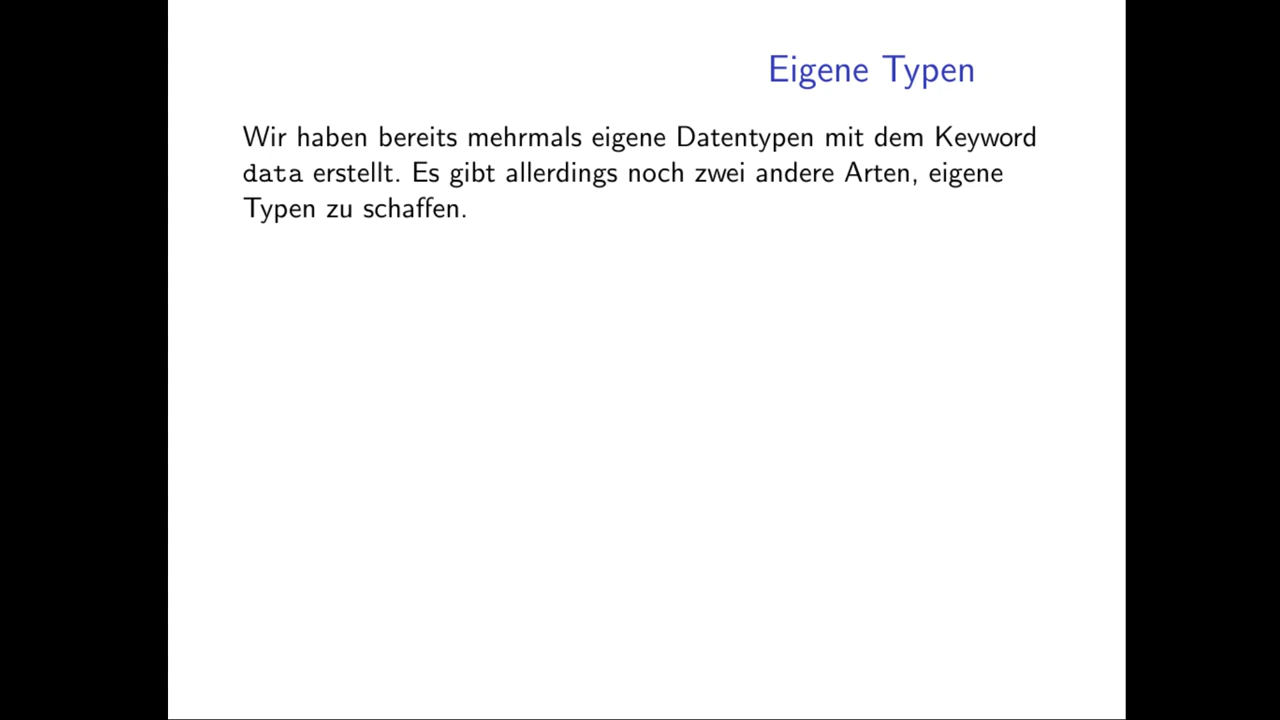 Eigene Typen
Wir haben bereits mehrmals eigene Datentypen mit dem Keyword
data erstellt. Es gibt allerdings noch zwei andere Arten, eigene
Typen zu schaffen.